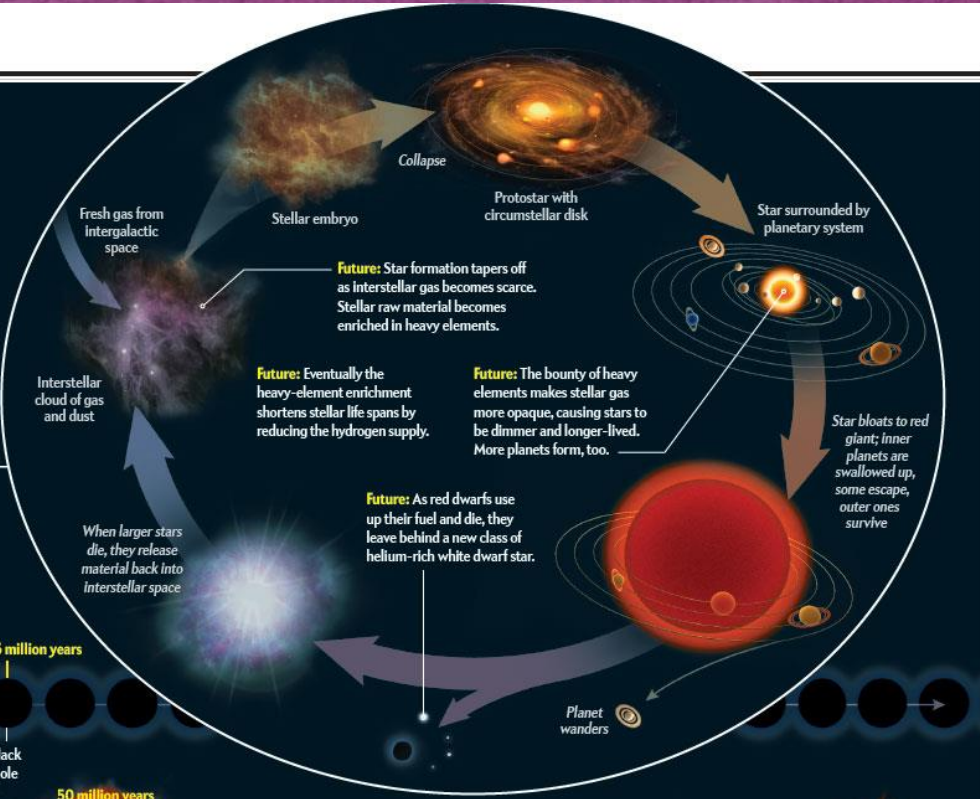 Collapse
Protostar with
circumstellar disk
Stellar embryo
Fresh gas from
intergalactic
space
Star surrounded by
planetary system
Future: Star formation tapers off
as interstellar gas becomes scarce.
Stellar raw material becomes
enriched in heavy elements.
Interstellar
cloud of gas
and dust
Future: Eventually the
heavy-element enrichment
shortens stellar life spans by
reducing the hydrogen supply.
Future: The bounty of heavy
elements makes stellar gas
more opaque, causing stars to
be dimmer and longer-lived.
More planets form, too.
Star bloats to red
giant; inner
planets are
swallowed up,
some escape,
outer ones
survive
Future: As red dwarfs use
up their fuel and die, they
leave behind a new class of
helium-rich white dwarf star.
When larger stars
die, they release
material back into
interstellar space
million years
Planet
wanders
lack
ole
50 million years